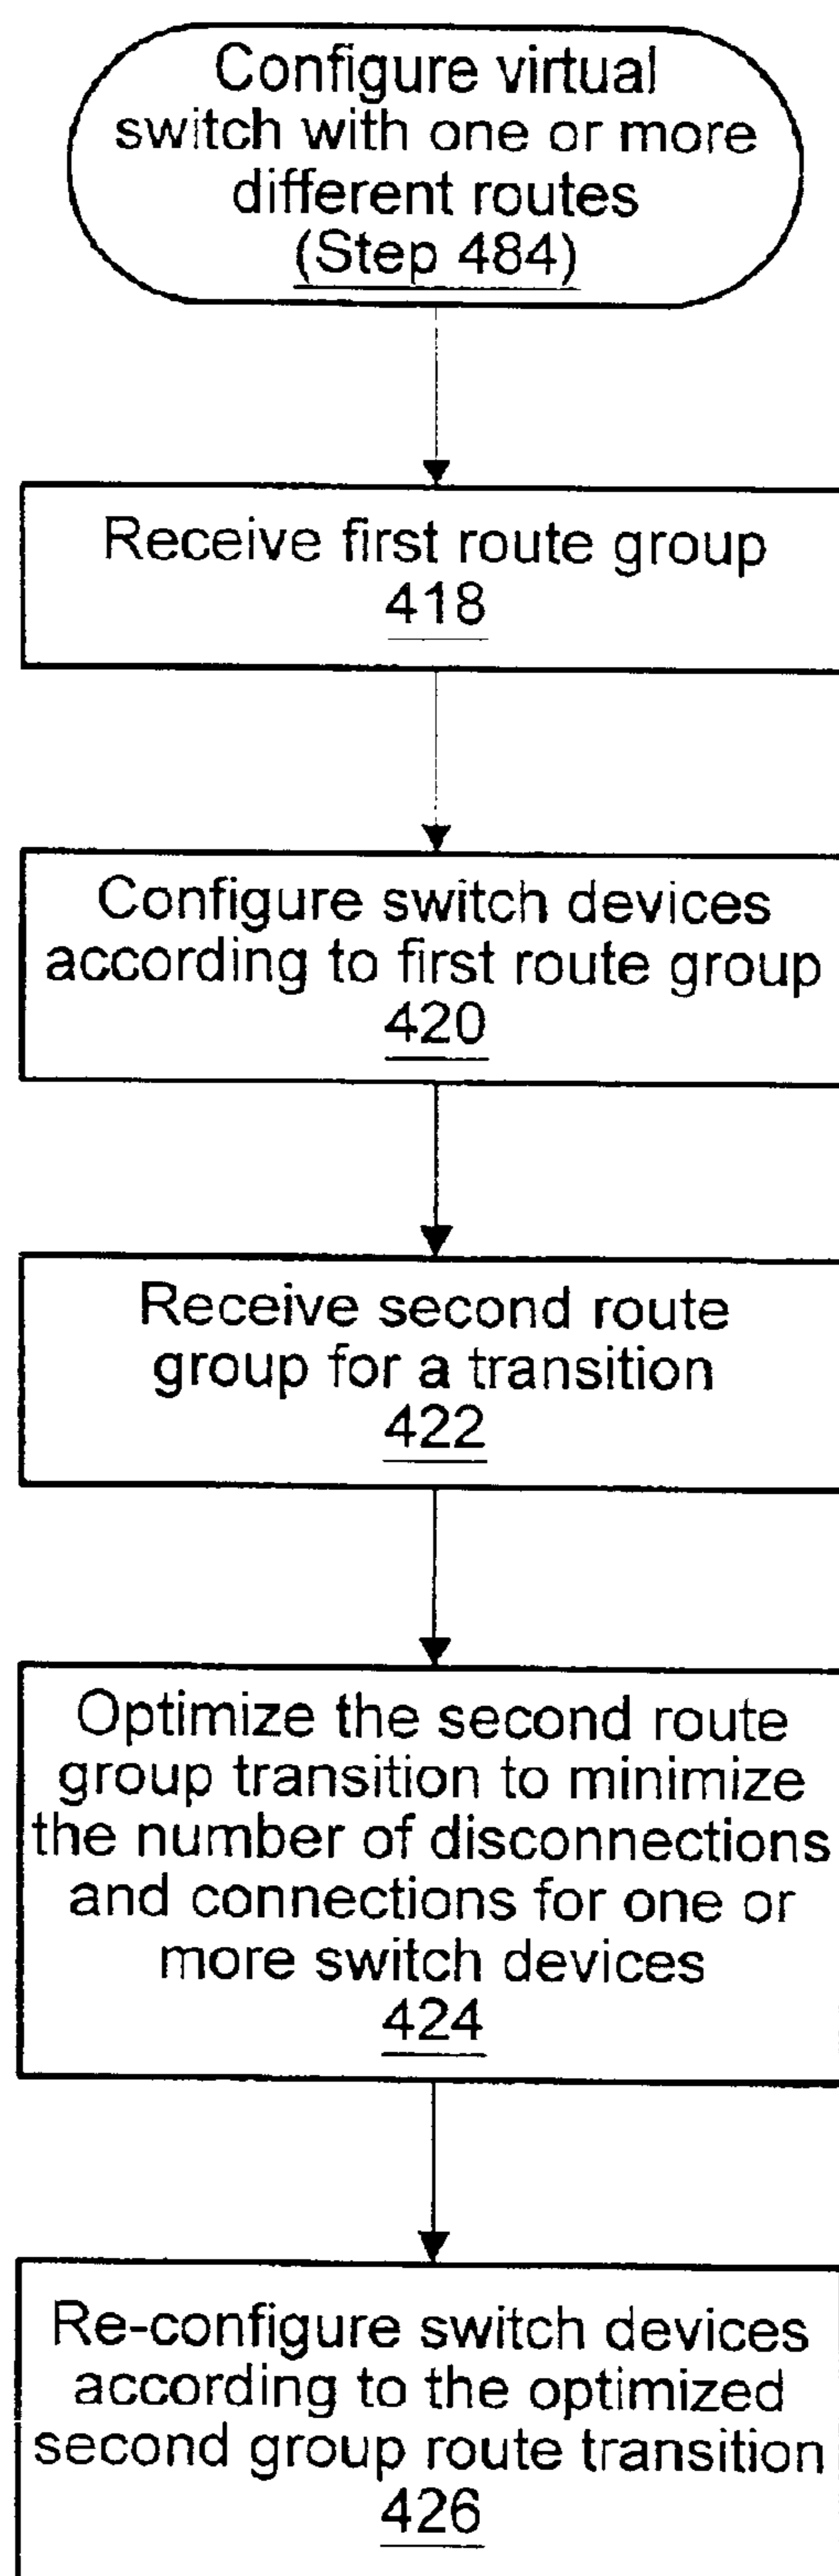 Configure virtual
switch with one or more
different routes
(Step 484)
Receive first route group
418
Configure switch devices
according to first route group
420
Receive second route
group for a transition
422
Optimize the second route
group transition to minimize
the number of disconnections
and connections for one or
more switch devices
424
Re-configure switch devices
according to the optimized
second group route transition
426